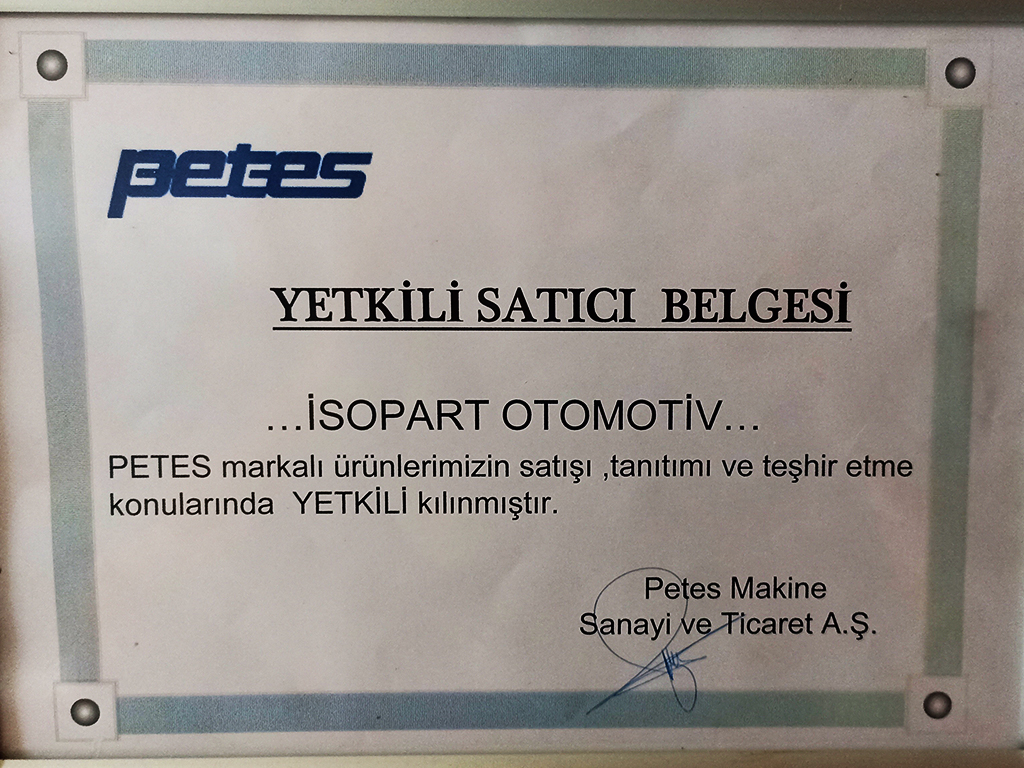 petes
YETKİLİ SATICI BELGESİ
...İSOPART OTOMOTİV...
PETES markalı ürünlerimizin satışı ,tanıtımı ve teşhir etme
konularında YETKİLİ kılınmıştır.
Petes Makine
Sanayi ve Ticaret A.Ş.